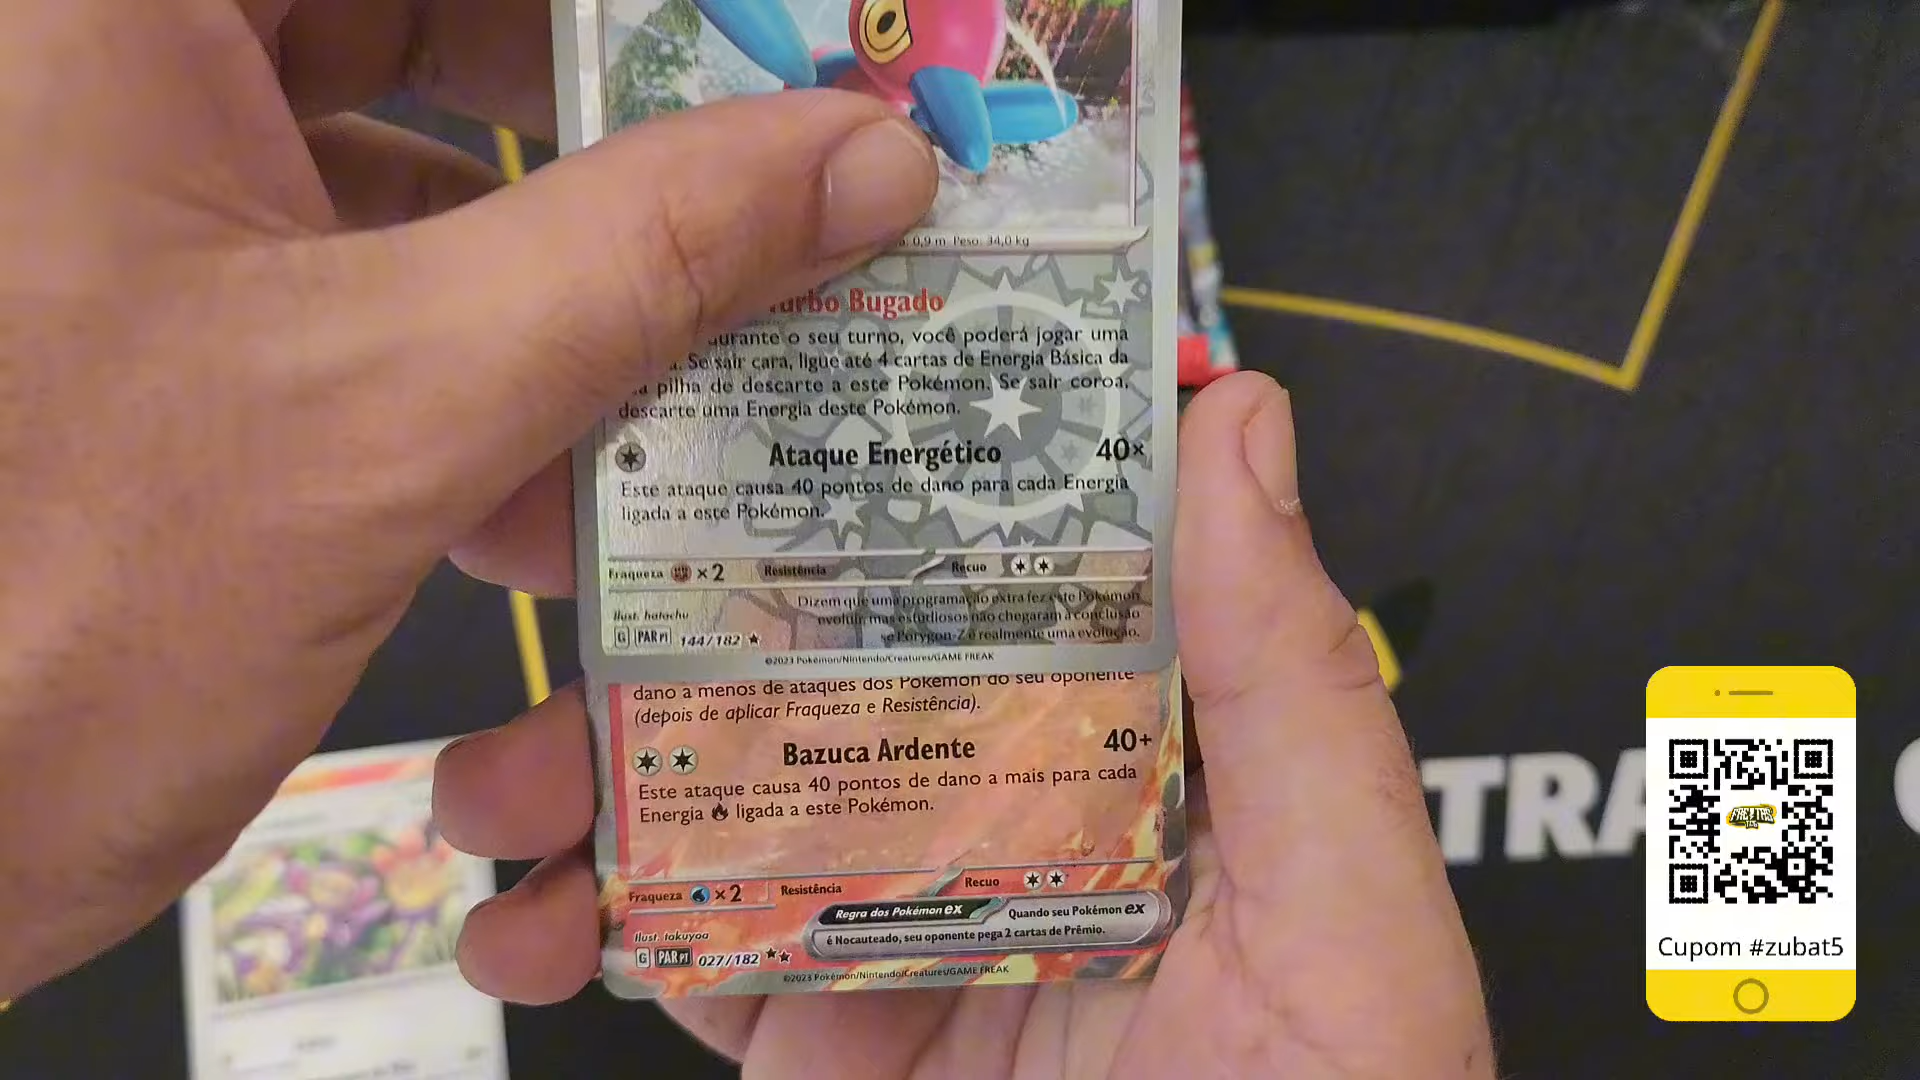 0,9 m Peso: 34,0 kg
Turbo Bugado
durante o seu turno, você poderá jogar uma
Se sair cara, ligue até 4 cartas de Energia Básica da
pilha de descarte a este Pokémon. Se sair coroa,
descarte uma Energia deste Pokémon.
Ataque Energético 40×
Este ataque causa 40 pontos de dano para cada Energia
ligada a este Pokémon.
Fraqueza ×2 Resistência Recuo
Ilust. hatachu
Dizem que uma programação extra fez este Pokémon
evoluir, mas estudiosos não chegaram à conclusão
se Porygon-Z é realmente uma evolução.
G PAR PT 144/182
©2023 Pokémon/Nintendo/Creatures/GAME FREAK
dano a menos de ataques dos Pokémon do seu oponente
(depois de aplicar Fraqueza e Resistência).
Bazuca Ardente 40+
Este ataque causa 40 pontos de dano a mais para cada
Energia ligada a este Pokémon.
Fraqueza ×2 Resistência Recuo
Regra dos Pokémon ex Quando seu Pokémon ex
é Nocauteado, seu oponente pega 2 cartas de Prêmio.
Ilust. takuyoa
G PAR PT 027/182
©2023 Pokémon/Nintendo/Creatures/GAME FREAK
TRA
FREITAS
TCG
Cupom #zubat5